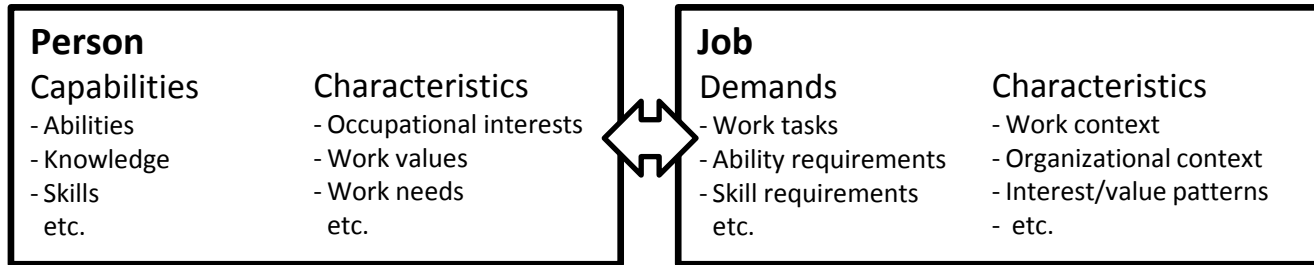 Person
Capabilities
- Abilities
- Knowledge
- Skills
etc.
Characteristics
- Occupational interests
- Work values
- Work needs
etc.
Job
Demands
- Work tasks
- Ability requirements
- Skill requirements
etc.
Characteristics
- Work context
- Organizational context
- Interest/value patterns
- etc.